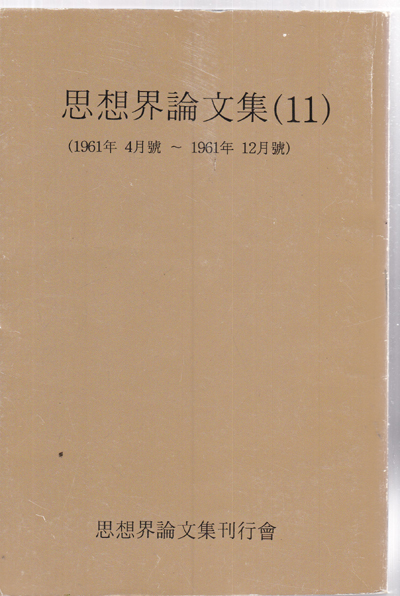 思想界論文集(11)
(1961年 4月號 ~ 1961年 12月號)
思想界論文集刊行會